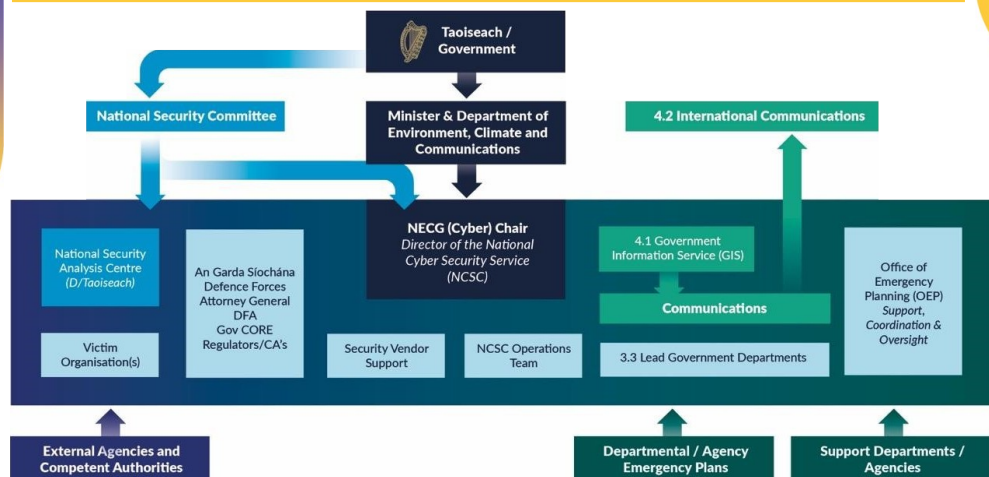 Taoiseach /
Government
National Security Committee
Minister & Department of
Environment, Climate and
Communications
4.2 International Communications
NECG (Cyber) Chair
Director of the National
Cyber Security Service
(NCSC)
National Security
Analysis Centre
(D/Taoiseach)
An Garda Síochána
Defence Forces
Attorney General
DFA
Gov CORE
Regulators/CA's
4.1 Government
Information Service (GIS)
Communications
Office of
Emergency
Planning (OEP)
Support,
Coordination &
Oversight
Victim
Organisation(s)
Security Vendor
Support
NCSC Operations
Team
3.3 Lead Government Departments
External Agencies and
Competent Authorities
Departmental / Agency
Emergency Plans
Support Departments /
Agencies